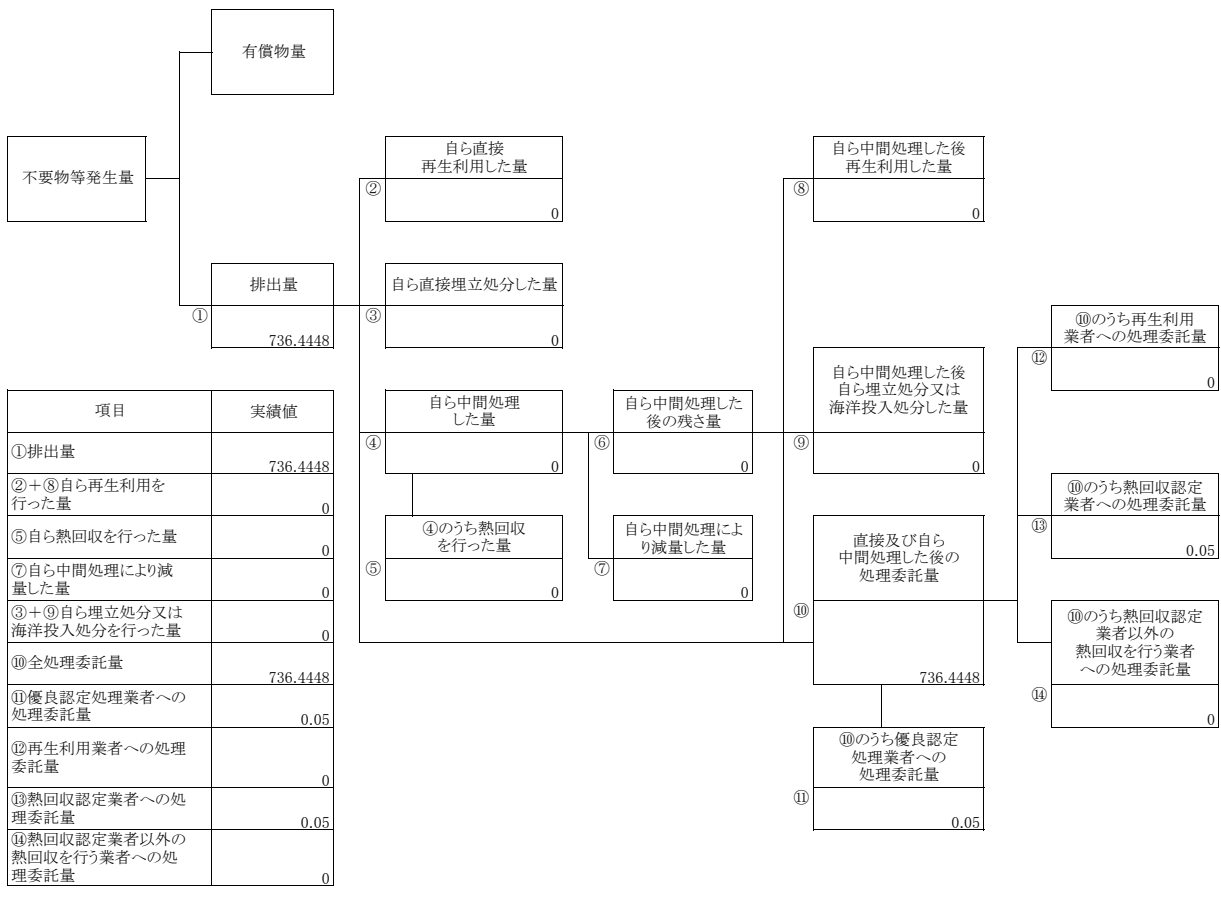 有償物量
不要物等発生量
自ら直接
再生利用した量
②
0
自ら中間処理した後
再生利用した量
⑧
0
排出量
①
736.4448
自ら直接埋立処分した量
③
0
⑩のうち再生利用
業者への処理委託量
⑫
0
自ら中間処理
した量
④
0
自ら中間処理した
後の残さ量
⑥
0
自ら中間処理した後
自ら埋立処分又は
海洋投入処分した量
⑨
0
⑩のうち熱回収認定
業者への処理委託量
⑬
0.05
④のうち熱回収
を行った量
⑤
0
自ら中間処理によ
り減量した量
⑦
0
直接及び自ら
中間処理した後の
処理委託量
⑩
736.4448
⑩のうち熱回収認定
業者以外の
熱回収を行う業者
への処理委託量
⑭
0
⑩のうち優良認定
処理業者への
処理委託量
⑪
0.05
項目 実績値
①排出量
736.4448
②＋⑧自ら再生利用を
行った量
0
⑤自ら熱回収を行った量
0
⑦自ら中間処理により減
量した量
0
③＋⑨自ら埋立処分又は
海洋投入処分を行った量
0
⑩全処理委託量
736.4448
⑪優良認定処理業者への
処理委託量
0.05
⑫再生利用業者への処理
委託量
0
⑬熱回収認定業者への処
理委託量
0.05
⑭熱回収認定業者以外の
熱回収を行う業者への処
理委託量
0